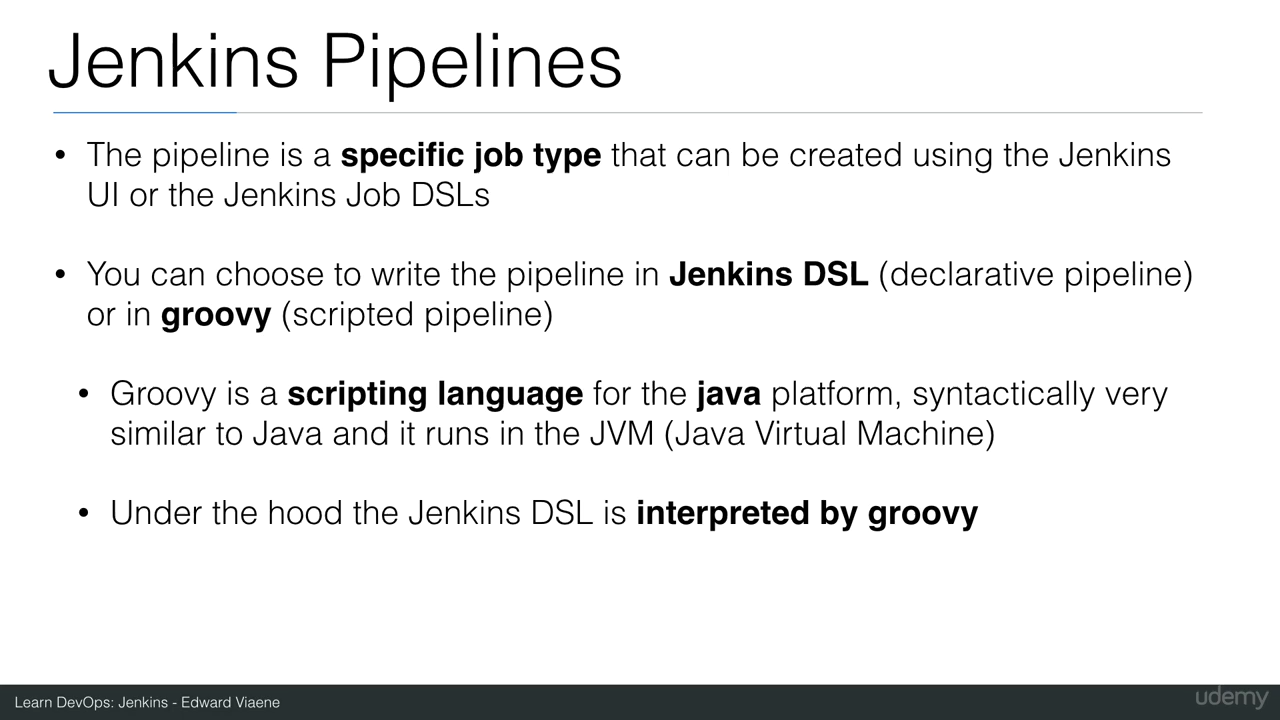 Jenkins Pipelines
• The pipeline is a specific job type that can be created using the Jenkins
UI or the Jenkins Job DSLs
• You can choose to write the pipeline in Jenkins DSL (declarative pipeline)
or in groovy (scripted pipeline)
• Groovy is a scripting language for the java platform, syntactically very
similar to Java and it runs in the JVM (Java Virtual Machine)
• Under the hood the Jenkins DSL is interpreted by groovy
Learn DevOps: Jenkins - Edward Viaene
udemy